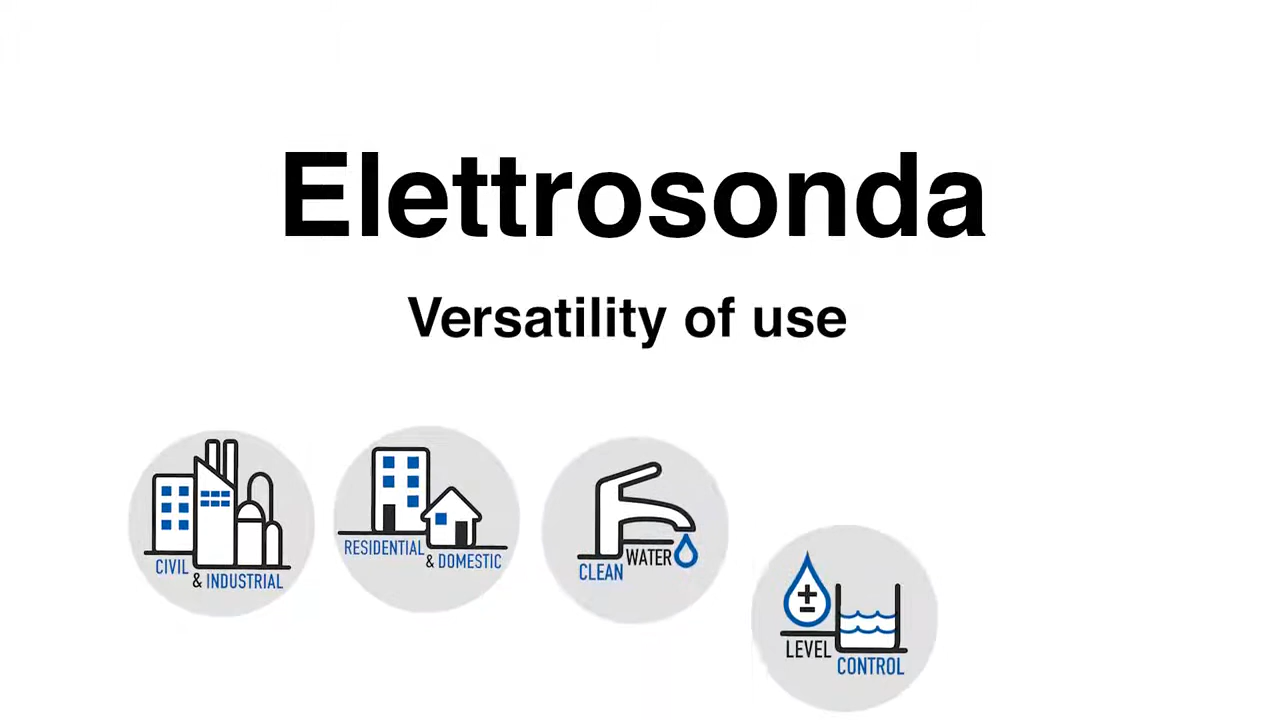 Elettrosonda
Versatility of use
CIVIL
& INDUSTRIAL
RESIDENTIAL
& DOMESTIC
CLEAN
WATER
LEVEL
CONTROL